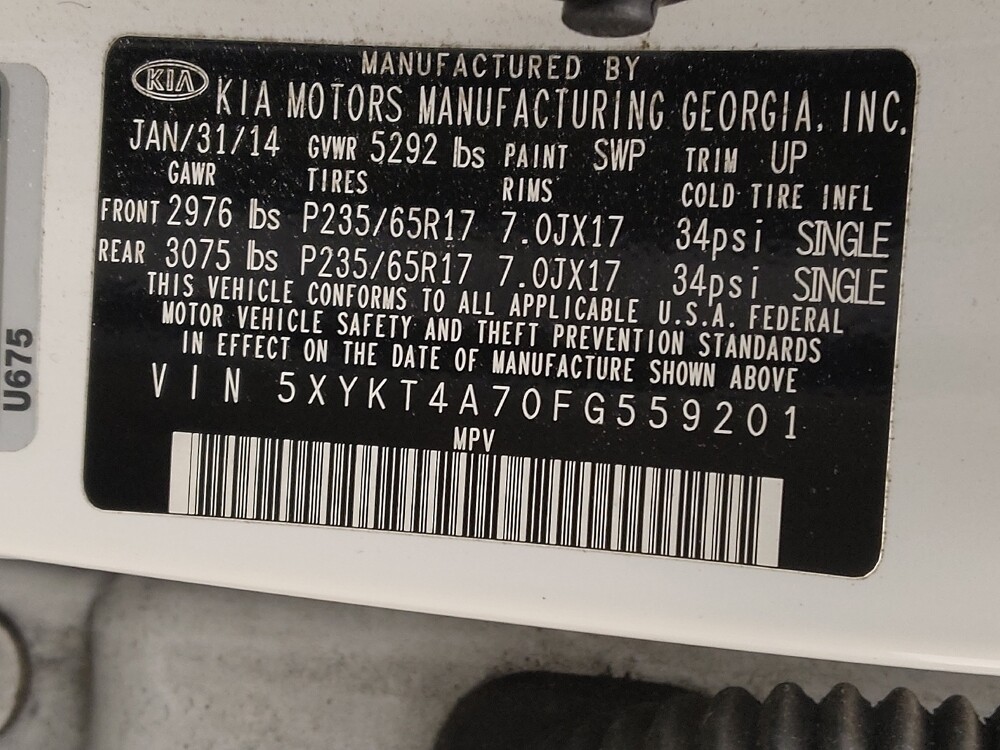 KIA
MANUFACTURED BY
KIA MOTORS MANUFACTURING GEORGIA, INC.
JAN/31/14 GVWR 5292 lbs PAINT SWP TRIM UP
GAWR TIRES RIMS COLD TIRE INFL
FRONT 2976 lbs P235/65R17 7.0JX17 34psi SINGLE
REAR 3075 lbs P235/65R17 7.0JX17 34psi SINGLE
THIS VEHICLE CONFORMS TO ALL APPLICABLE U.S.A. FEDERAL
MOTOR VEHICLE SAFETY AND THEFT PREVENTION STANDARDS
IN EFFECT ON THE DATE OF MANUFACTURE SHOWN ABOVE
VIN 5XYKT4A70FG559201
MPV
U675